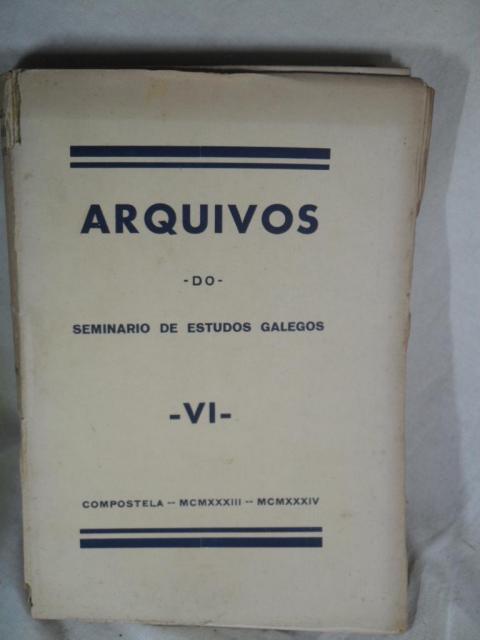 ARQUIVOS
-DO-
SEMINARIO DE ESTUDOS GALEGOS
-VI-
COMPOSTELA -- MCMXXXIII -- MCMXXXIV